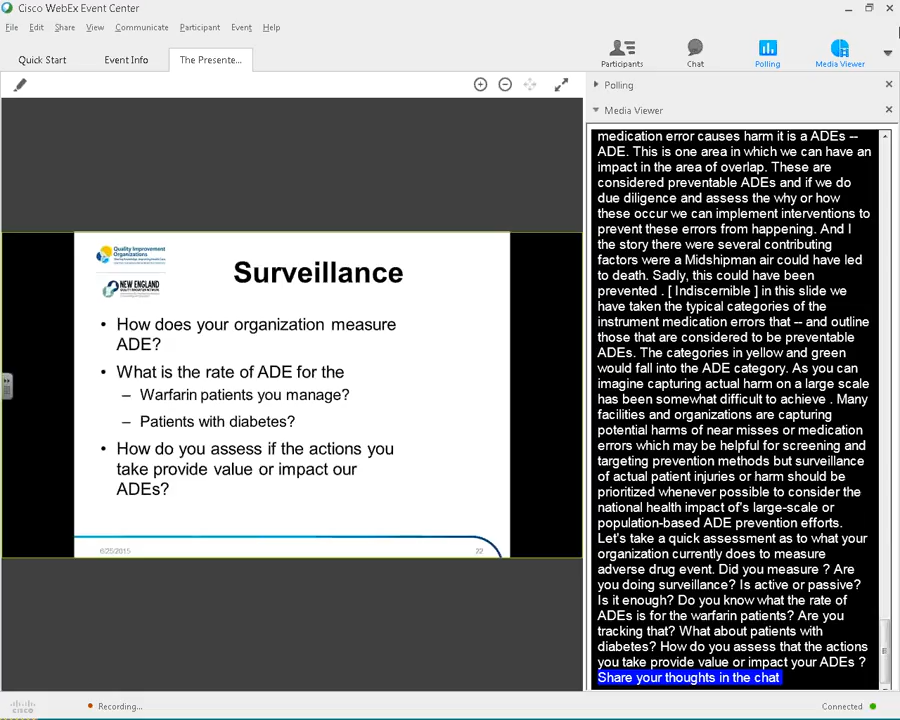 Cisco WebEx Event Center
File Edit Share View Communicate Participant Event Help
Quick Start Event Info The Presente...
Participants Chat Polling Media Viewer
Polling
Media Viewer
Quality Improvement
Organizations
NEW ENGLAND
Surveillance
• How does your organization measure
ADE?
• What is the rate of ADE for the
– Warfarin patients you manage?
– Patients with diabetes?
• How do you assess if the actions you
take provide value or impact our
ADEs?
6/25/2015 22
medication error causes harm it is a ADEs --
ADE. This is one area in which we can have an
impact in the area of overlap. These are
considered preventable ADEs and if we do
due diligence and assess the why or how
these occur we can implement interventions to
prevent these errors from happening. And I
the story there were several contributing
factors were a Midshipman air could have led
to death. Sadly, this could have been
prevented . [ Indiscernible ] in this slide we
have taken the typical categories of the
instrument medication errors that -- and outline
those that are considered to be preventable
ADEs. The categories in yellow and green
would fall into the ADE category. As you can
imagine capturing actual harm on a large scale
has been somewhat difficult to achieve . Many
facilities and organizations are capturing
potential harms of near misses or medication
errors which may be helpful for screening and
targeting prevention methods but surveillance
of actual patient injuries or harm should be
prioritized whenever possible to consider the
national health impact of's large-scale or
population-based ADE prevention efforts.
Let's take a quick assessment as to what your
organization currently does to measure
adverse drug event. Did you measure ? Are
you doing surveillance? Is active or passive?
Is it enough? Do you know what the rate of
ADEs is for the warfarin patients? Are you
tracking that? What about patients with
diabetes? How do you assess that the actions
you take provide value or impact your ADEs ?
Share your thoughts in the chat
Recording...
Connected